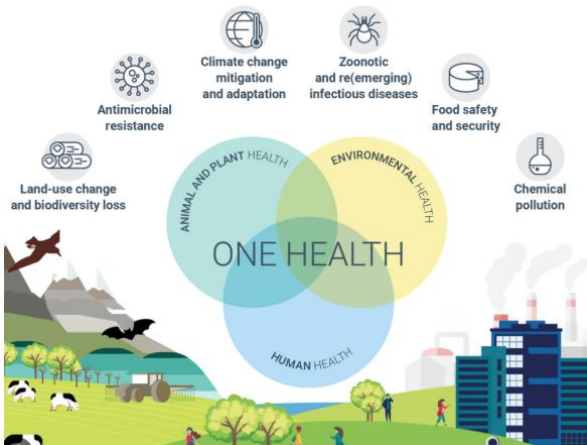 Climate change
mitigation
and adaptation
Zoonotic
and re(emerging)
infectious diseases
Antimicrobial
resistance
Food safety
and security
Land-use change
and biodiversity loss
Chemical
pollution
ANIMAL AND PLANT HEALTH
ENVIRONMENTAL HEALTH
ONE HEALTH
HUMAN HEALTH